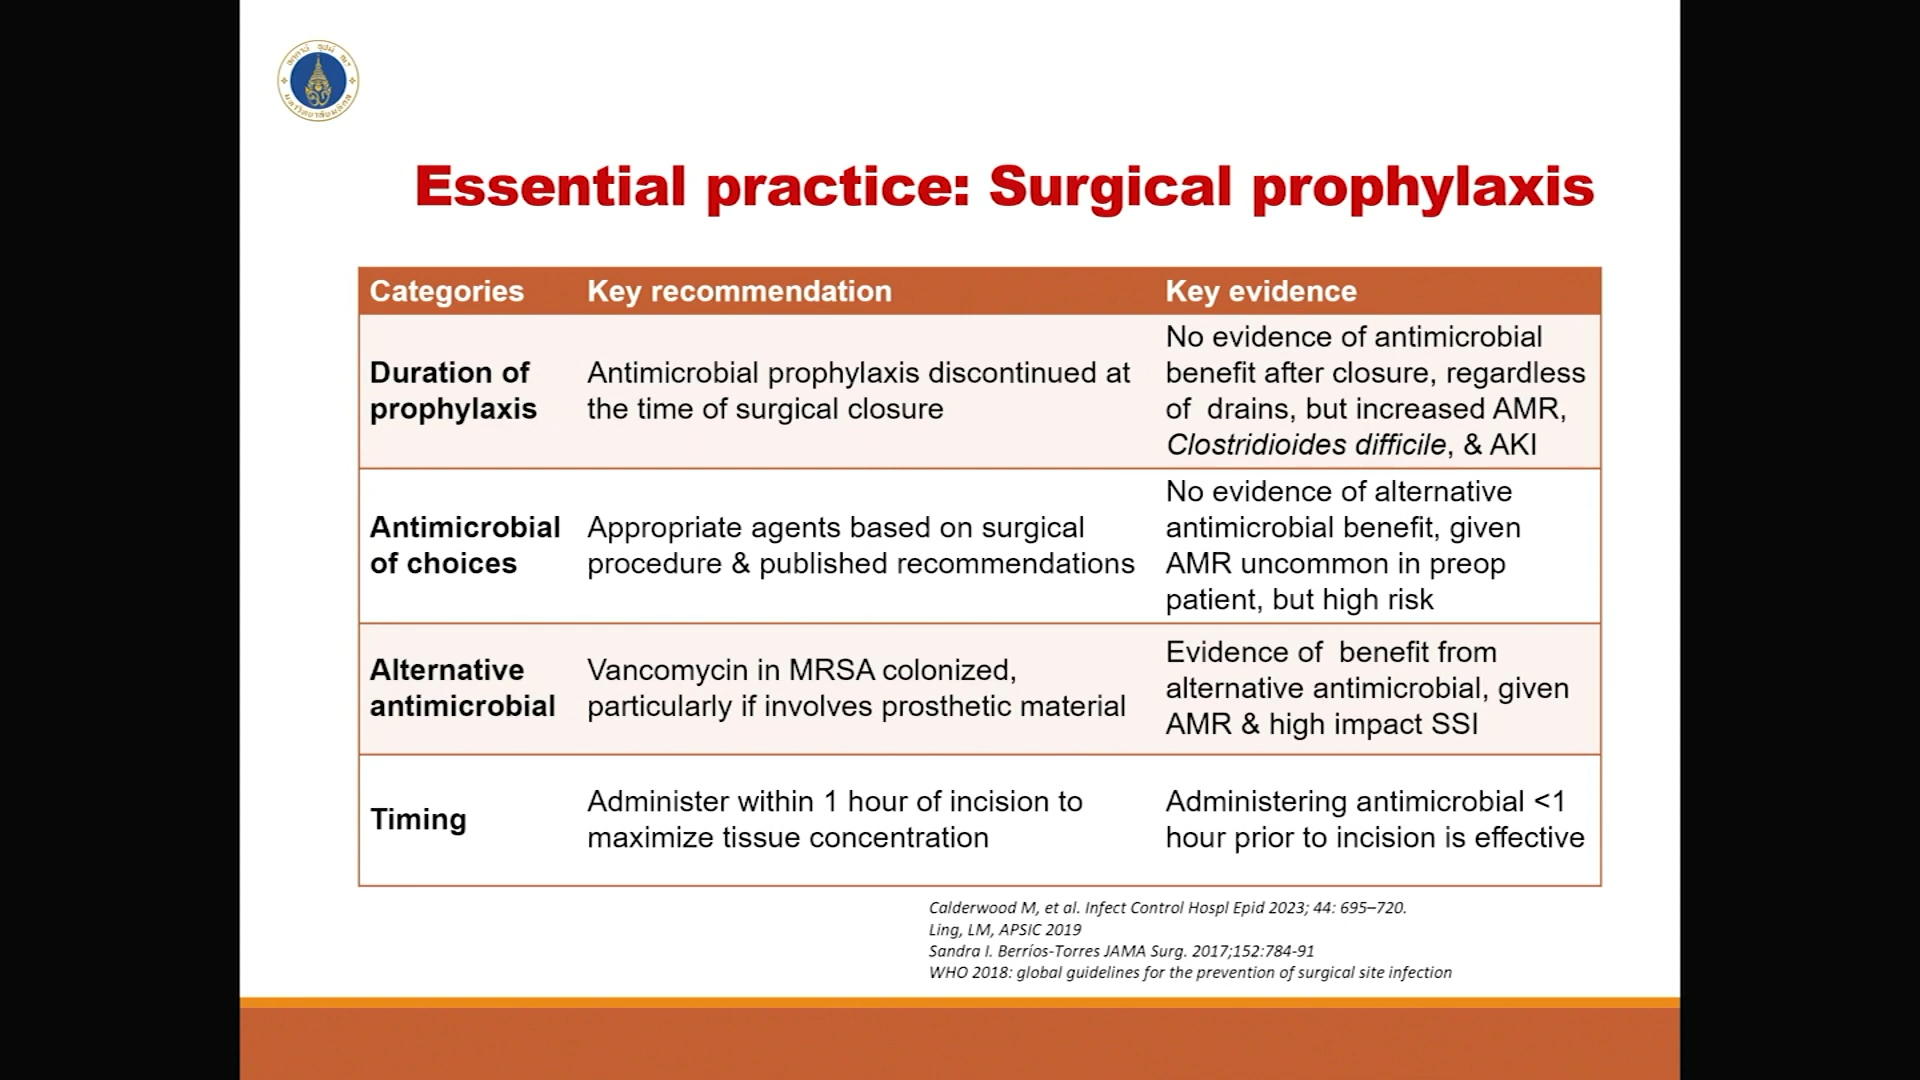 Essential practice: Surgical prophylaxis
Categories
Key recommendation
Key evidence
Duration of
prophylaxis
Antimicrobial prophylaxis discontinued at
the time of surgical closure
No evidence of antimicrobial
benefit after closure, regardless
of drains, but increased AMR,
Clostridioides difficile, & AKI
Antimicrobial
of choices
Appropriate agents based on surgical
procedure & published recommendations
No evidence of alternative
antimicrobial benefit, given
AMR uncommon in preop
patient, but high risk
Alternative
antimicrobial
Vancomycin in MRSA colonized,
particularly if involves prosthetic material
Evidence of benefit from
alternative antimicrobial, given
AMR & high impact SSI
Timing
Administer within 1 hour of incision to
maximize tissue concentration
Administering antimicrobial <1
hour prior to incision is effective
Calderwood M, et al. Infect Control Hospl Epid 2023; 44: 695–720.
Ling, LM, APSIC 2019
Sandra I. Berríos-Torres JAMA Surg. 2017;152:784-91
WHO 2018: global guidelines for the prevention of surgical site infection